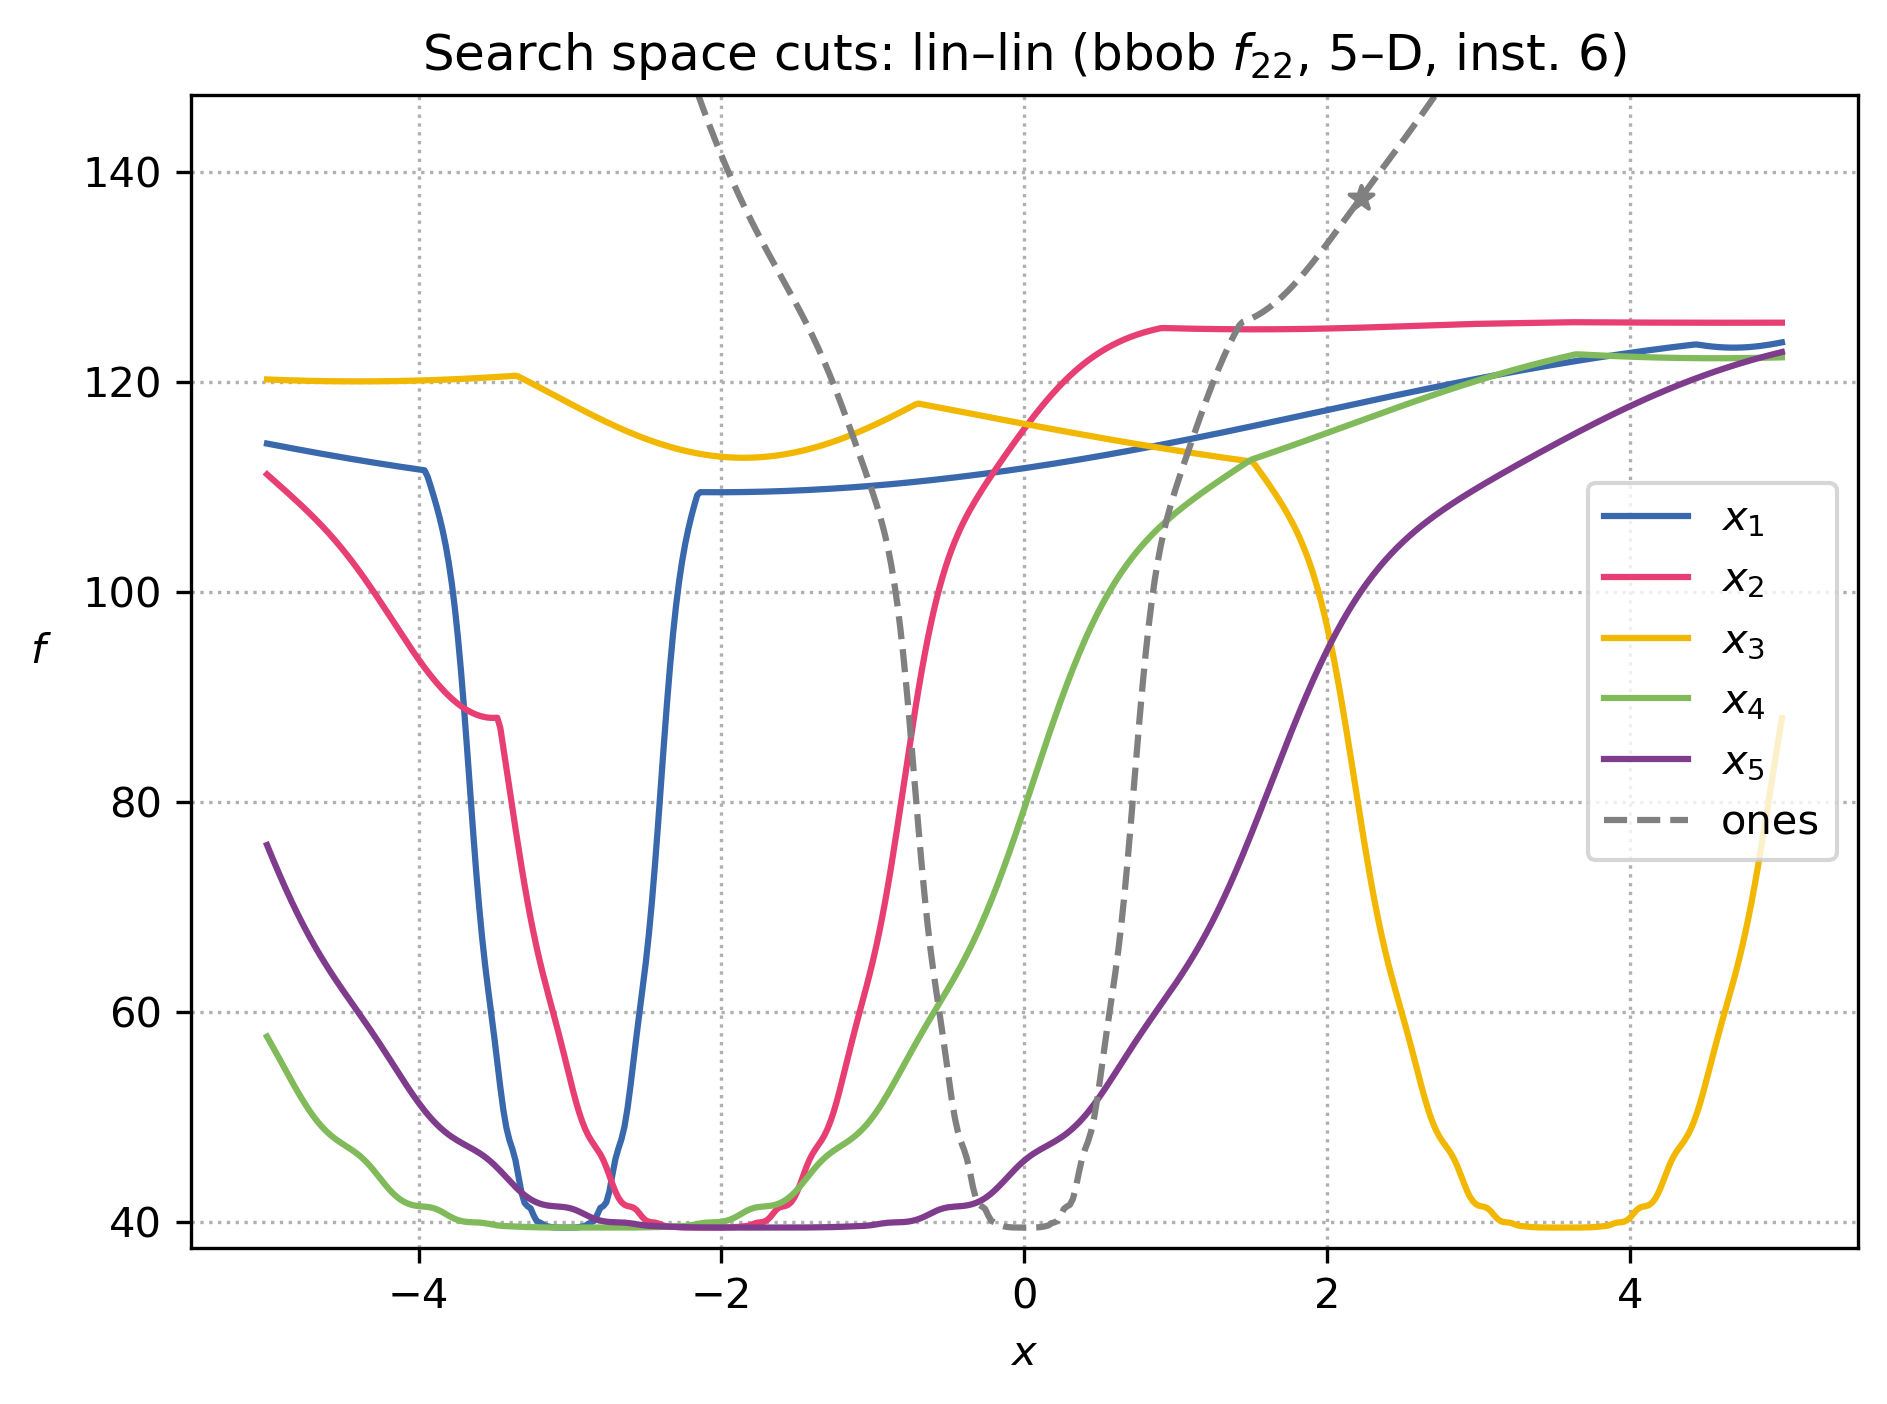 Search space cuts: lin–lin (bbob f₂₂, 5–D, inst. 6)
140
120
100
80
60
40
f
−4
−2
0
2
4
x
x₁
x₂
x₃
x₄
x₅
ones